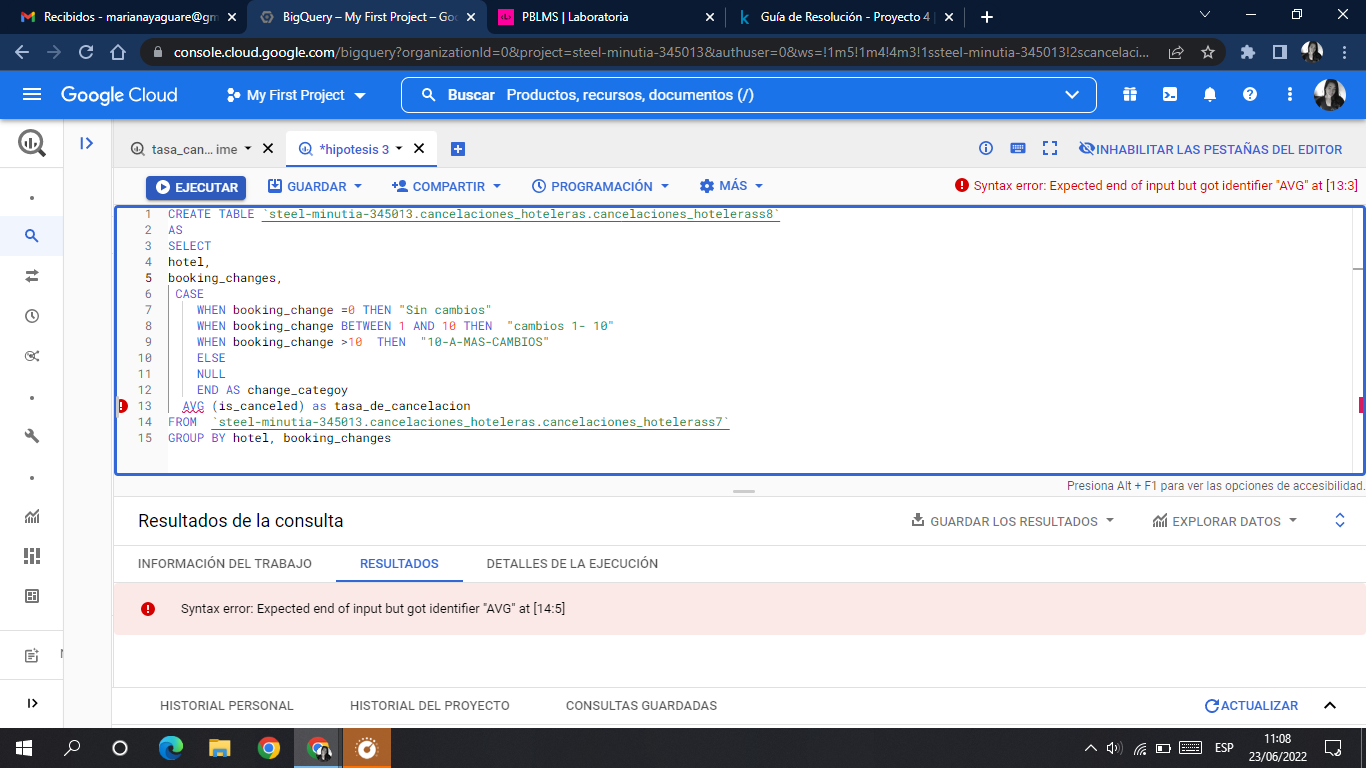 Recibidos - marianayaguare@gm
BigQuery – My First Project – Goo
PBLMS | Laboratoria
Guía de Resolución - Proyecto 4
console.cloud.google.com/bigquery?organizationId=0&project=steel-minutia-345013&authuser=0&ws=!1m5!1m4!4m3!1ssteel-minutia-345013!2scancelaci...
Google Cloud
My First Project
Buscar Productos, recursos, documentos (/)
tasa_can... ime
*hipotesis 3
INHABILITAR LAS PESTAÑAS DEL EDITOR
EJECUTAR
GUARDAR
COMPARTIR
PROGRAMACIÓN
MÁS
Syntax error: Expected end of input but got identifier "AVG" at [13:3]
1 CREATE TABLE `steel-minutia-345013.cancelaciones_hoteleras.cancelaciones_hotelerass8`
2 AS
3 SELECT
4 hotel,
5 booking_changes,
6 CASE
7 WHEN booking_change =0 THEN "Sin cambios"
8 WHEN booking_change BETWEEN 1 AND 10 THEN "cambios 1- 10"
9 WHEN booking_change >10 THEN "10-A-MAS-CAMBIOS"
10 ELSE
11 NULL
12 END AS change_categoy
13 AVG (is_canceled) as tasa_de_cancelacion
14 FROM `steel-minutia-345013.cancelaciones_hoteleras.cancelaciones_hotelerass7`
15 GROUP BY hotel, booking_changes
Presiona Alt + F1 para ver las opciones de accesibilidad.
Resultados de la consulta
GUARDAR LOS RESULTADOS
EXPLORAR DATOS
INFORMACIÓN DEL TRABAJO
RESULTADOS
DETALLES DE LA EJECUCIÓN
Syntax error: Expected end of input but got identifier "AVG" at [14:5]
HISTORIAL PERSONAL
HISTORIAL DEL PROYECTO
CONSULTAS GUARDADAS
ACTUALIZAR
ESP
11:08
23/06/2022